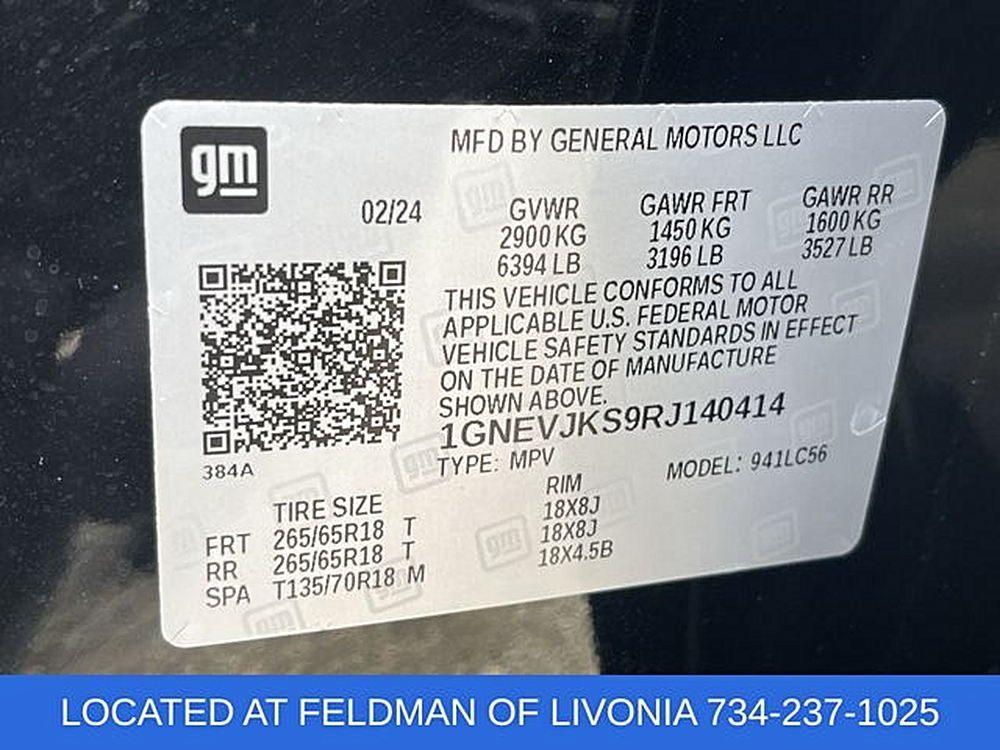 gm
MFD BY GENERAL MOTORS LLC
02/24
GVWR GAWR FRT GAWR RR
2900 KG 1450 KG 1600 KG
6394 LB 3196 LB 3527 LB
THIS VEHICLE CONFORMS TO ALL
APPLICABLE U.S. FEDERAL MOTOR
VEHICLE SAFETY STANDARDS IN EFFECT
ON THE DATE OF MANUFACTURE
SHOWN ABOVE.
1GNEVJKS9RJ140414
384A
TYPE: MPV MODEL: 941LC56
TIRE SIZE RIM
FRT 265/65R18 T 18X8J
RR 265/65R18 T 18X8J
SPA T135/70R18 M 18X4.5B
LOCATED AT FELDMAN OF LIVONIA 734-237-1025